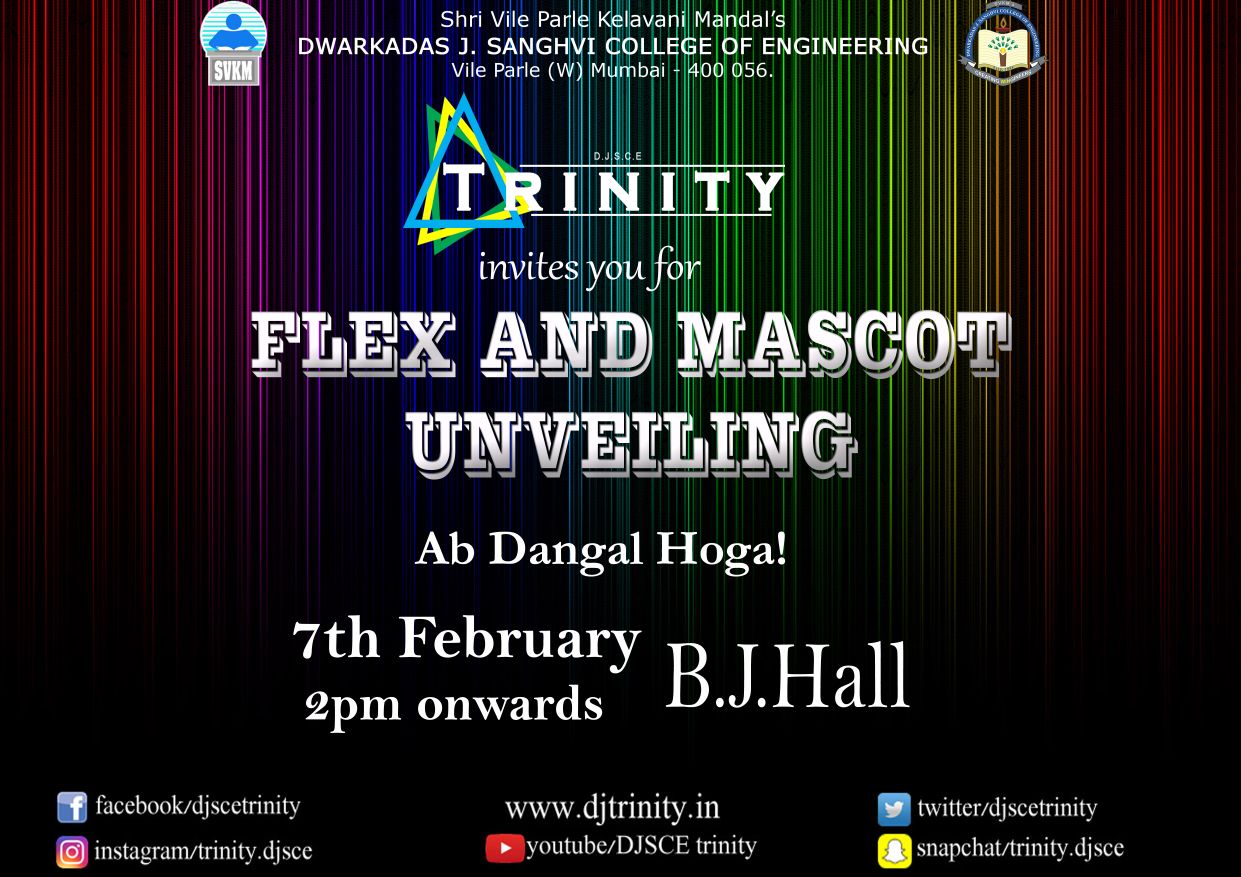 Shri Vile Parle Kelavani Mandal's
DWARKADAS J. SANGHVI COLLEGE OF ENGINEERING
Vile Parle (W) Mumbai - 400 056.
SVKM
D.J.S.C.E
TRINITY
invites you for
FLEX AND MASCOT
UNVEILING
Ab Dangal Hoga!
7th February
2pm onwards
B.J.Hall
facebook/djscetrinity
www.djtrinity.in
twitter/djscetrinity
instagram/trinity.djsce
youtube/DJSCE trinity
snapchat/trinity.djsce